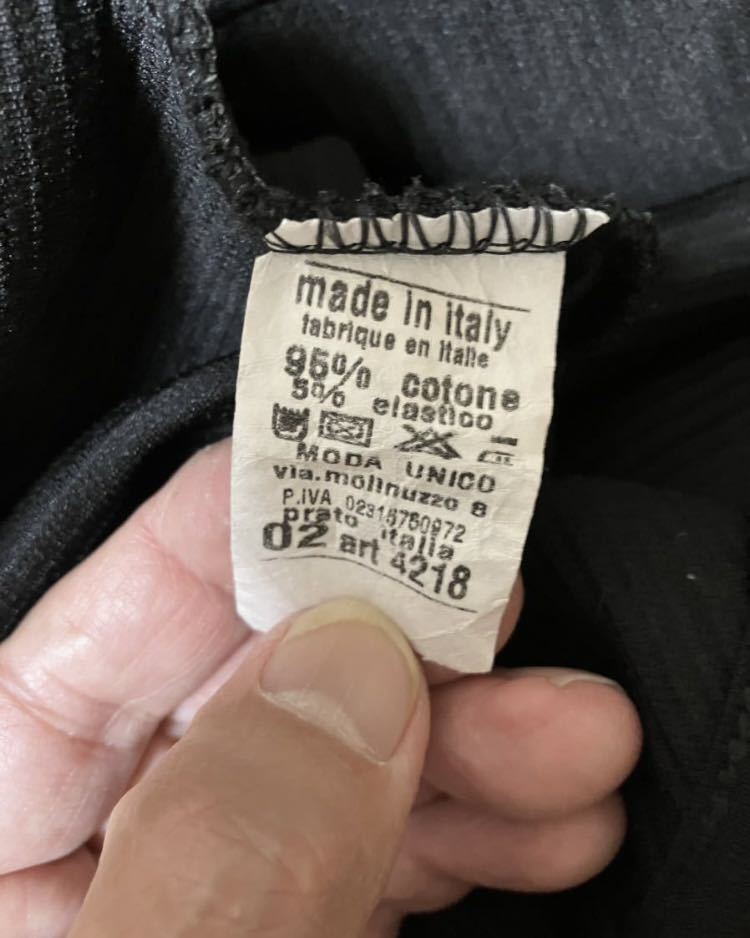 made in italy
fabrique en italie
95% cotone
5% elastico
MODA UNICO
via.molinuzzo 8
P.IVA 02316750972
prato italia
02 art 4218